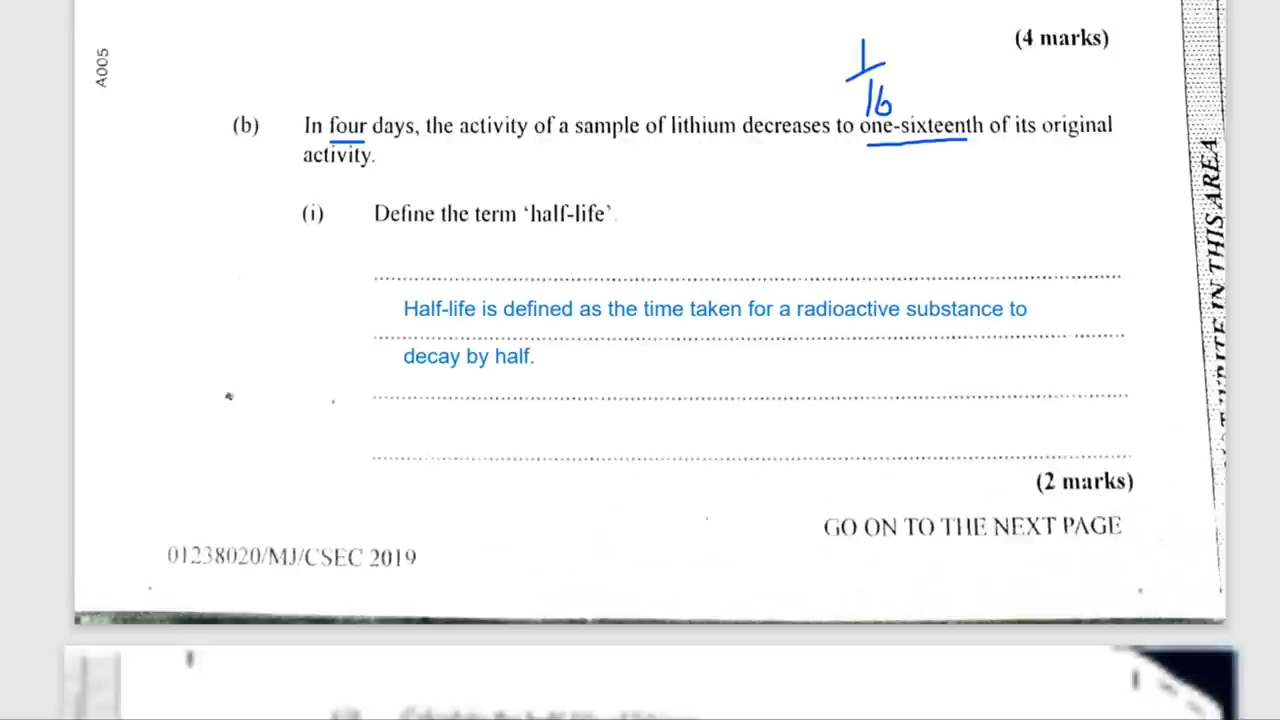 (4 marks)
A005
1
16
(b) In four days, the activity of a sample of lithium decreases to one-sixteenth of its original
activity.
(i) Define the term ‘half-life’
Half-life is defined as the time taken for a radioactive substance to
decay by half.
(2 marks)
GO ON TO THE NEXT PAGE
01238020/MJ/CSEC 2019
IN THIS AREA